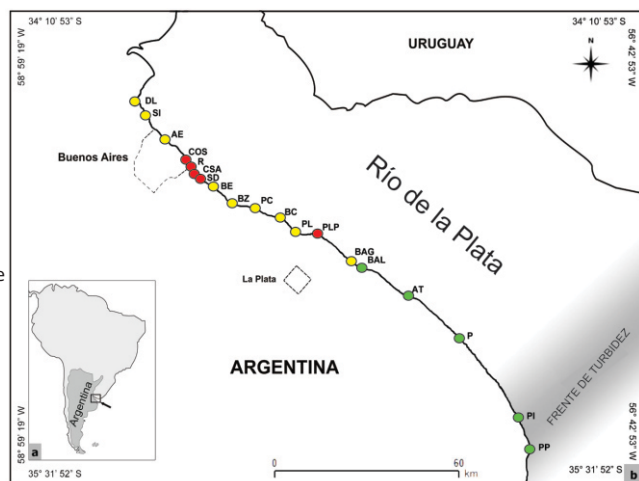 34° 10' 53" S
34° 10' 53" S
58° 59' 19" W
56° 42' 53" W
URUGUAY
N
DL
SI
AE
Buenos Aires
COS
R
CSA
SD
BE
BZ
PC
BC
PL
PLP
Río de la Plata
BAG
BAL
La Plata
AT
P
ARGENTINA
FRENTE DE TURBIDEZ
Argentina
PI
PP
58° 59' 19" W
56° 42' 53" W
a
0
60
km
35° 31' 52" S
35° 31' 52" S
b